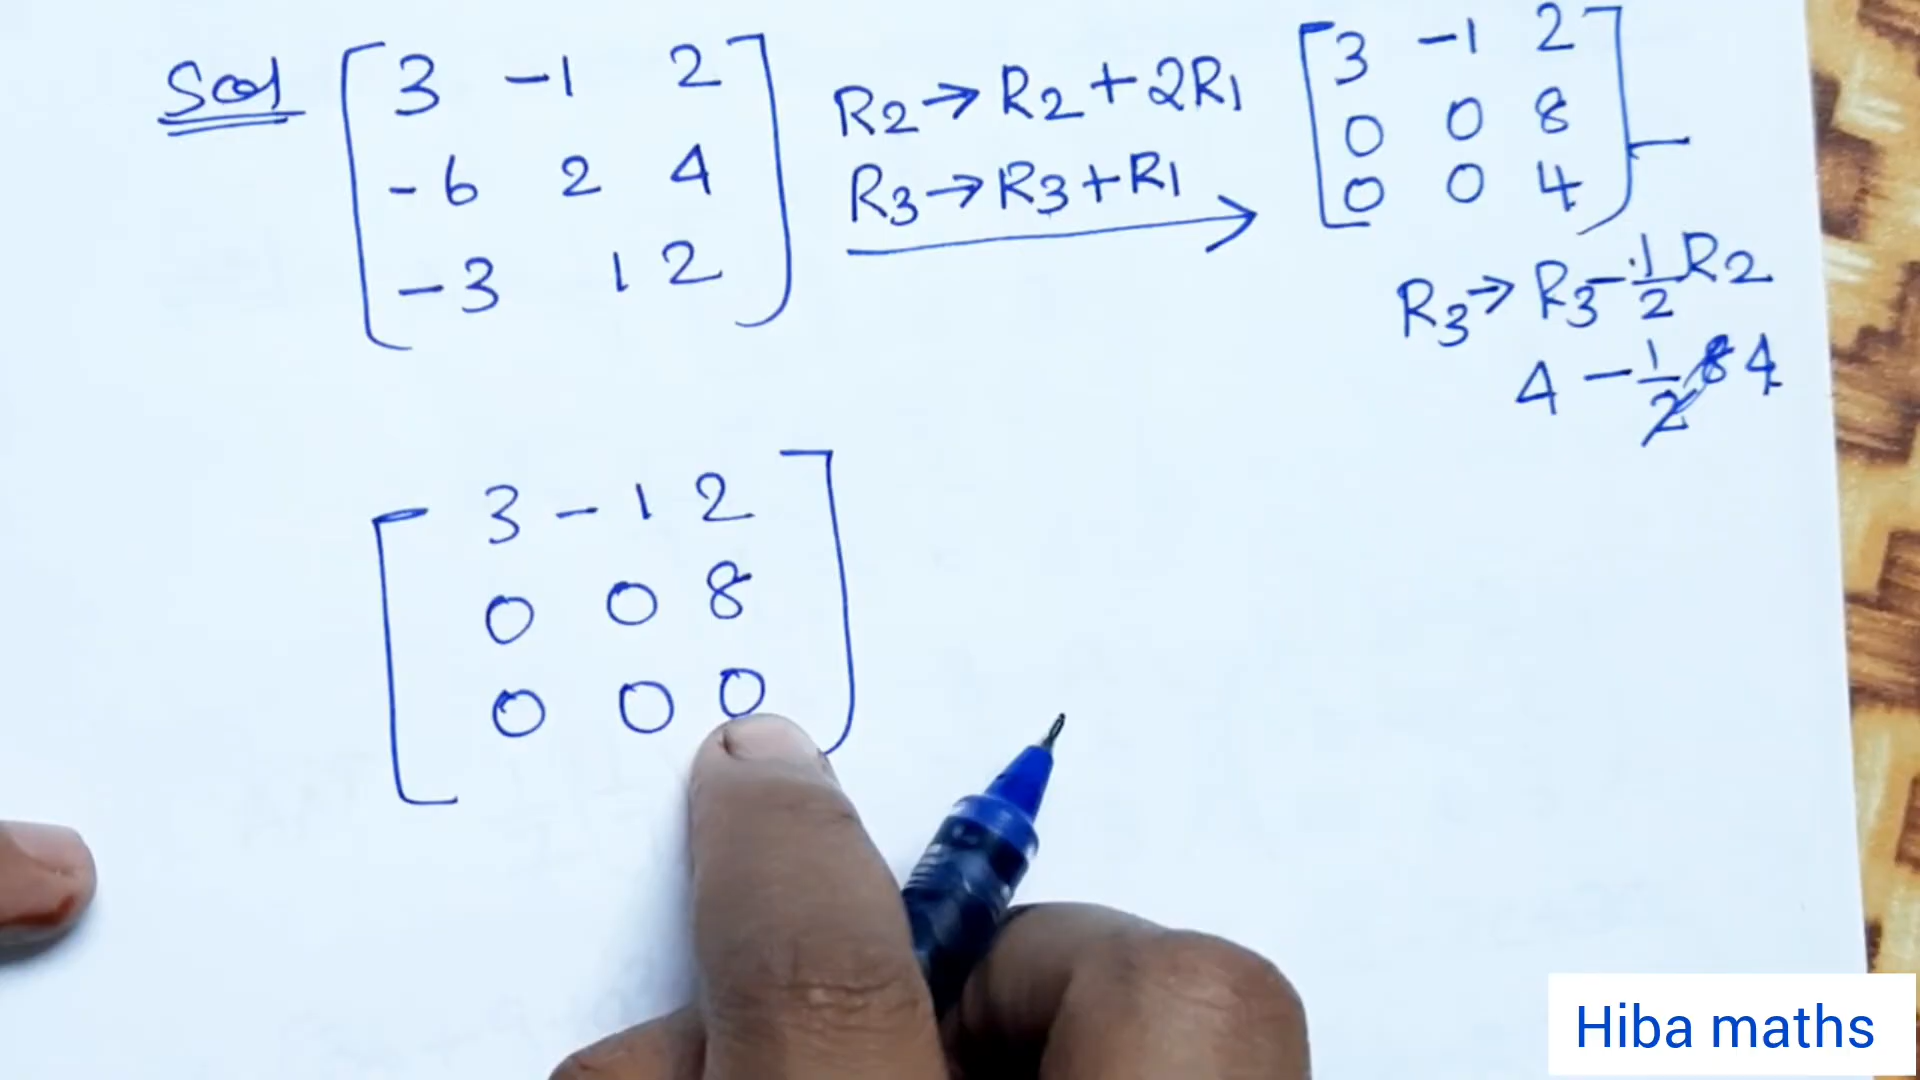 Sol [ 3 -1 2
-6 2 4
-3 1 2 ]
R2 → R2 + 2R1
R3 → R3 + R1
[ 3 -1 2
0 0 8
0 0 4 ]
R3 → R3 - 1/2 R2
4 - 1/2 8 4
[ 3 -1 2
0 0 8
0 0 0 ]
Hiba maths